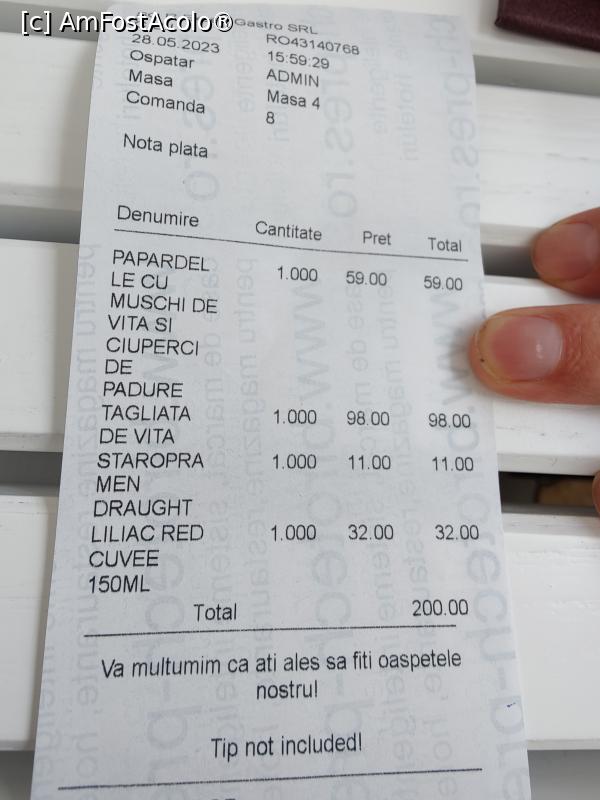 [c] AmFostAcolo®
Gastro SRL
RO43140768
28.05.2023 15:59:29
Ospatar ADMIN
Masa Masa 4
Comanda 8
Nota plata
Denumire Cantitate Pret Total
PAPARDEL 1.000 59.00 59.00
LE CU
MUSCHI DE
VITA SI
CIUPERCI
DE
PADURE
TAGLIATA 1.000 98.00 98.00
DE VITA
STAROPRA 1.000 11.00 11.00
MEN
DRAUGHT
LILIAC RED 1.000 32.00 32.00
CUVEE
150ML
Total 200.00
Va multumim ca ati ales sa fiti oaspetele
nostru!
Tip not included!